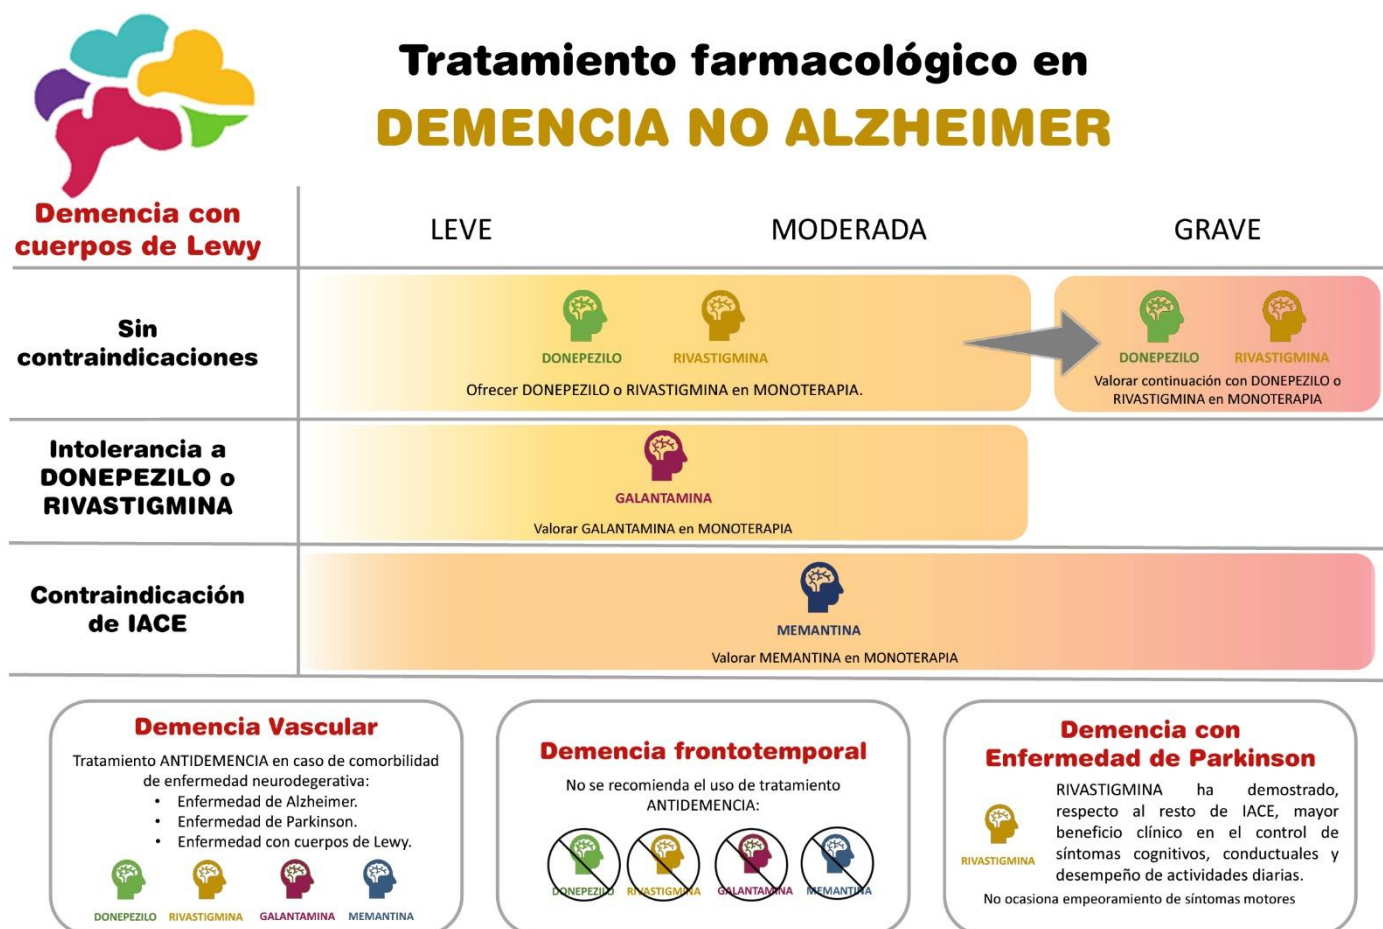 Tratamiento farmacológico en
DEMENCIA NO ALZHEIMER
Demencia con
cuerpos de Lewy
LEVE
MODERADA
GRAVE
Sin
contraindicaciones
DONEPEZILO
RIVASTIGMINA
Ofrecer DONEPEZILO o RIVASTIGMINA en MONOTERAPIA.
DONEPEZILO
RIVASTIGMINA
Valorar continuación con DONEPEZILO o
RIVASTIGMINA en MONOTERAPIA
Intolerancia a
DONEPEZILO o
RIVASTIGMINA
GALANTAMINA
Valorar GALANTAMINA en MONOTERAPIA
Contraindicación
de IACE
MEMANTINA
Valorar MEMANTINA en MONOTERAPIA
Demencia Vascular
Tratamiento ANTIDEMENCIA en caso de comorbilidad
de enfermedad neurodegerativa:
• Enfermedad de Alzheimer.
• Enfermedad de Parkinson.
• Enfermedad con cuerpos de Lewy.
DONEPEZILO RIVASTIGMINA GALANTAMINA MEMANTINA
Demencia frontotemporal
No se recomienda el uso de tratamiento
ANTIDEMENCIA:
DONEPEZILO RIVASTIGMINA GALANTAMINA MEMANTINA
Demencia con
Enfermedad de Parkinson
RIVASTIGMINA
RIVASTIGMINA ha demostrado,
respecto al resto de IACE, mayor
beneficio clínico en el control de
síntomas cognitivos, conductuales y
desempeño de actividades diarias.
No ocasiona empeoramiento de síntomas motores